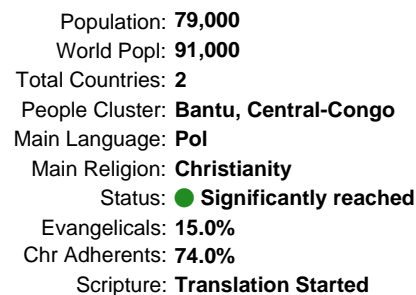 Population: 79,000
World Popl: 91,000
Total Countries: 2
People Cluster: Bantu, Central-Congo
Main Language: Pol
Main Religion: Christianity
Status: Significantly reached
Evangelicals: 15.0%
Chr Adherents: 74.0%
Scripture: Translation Started